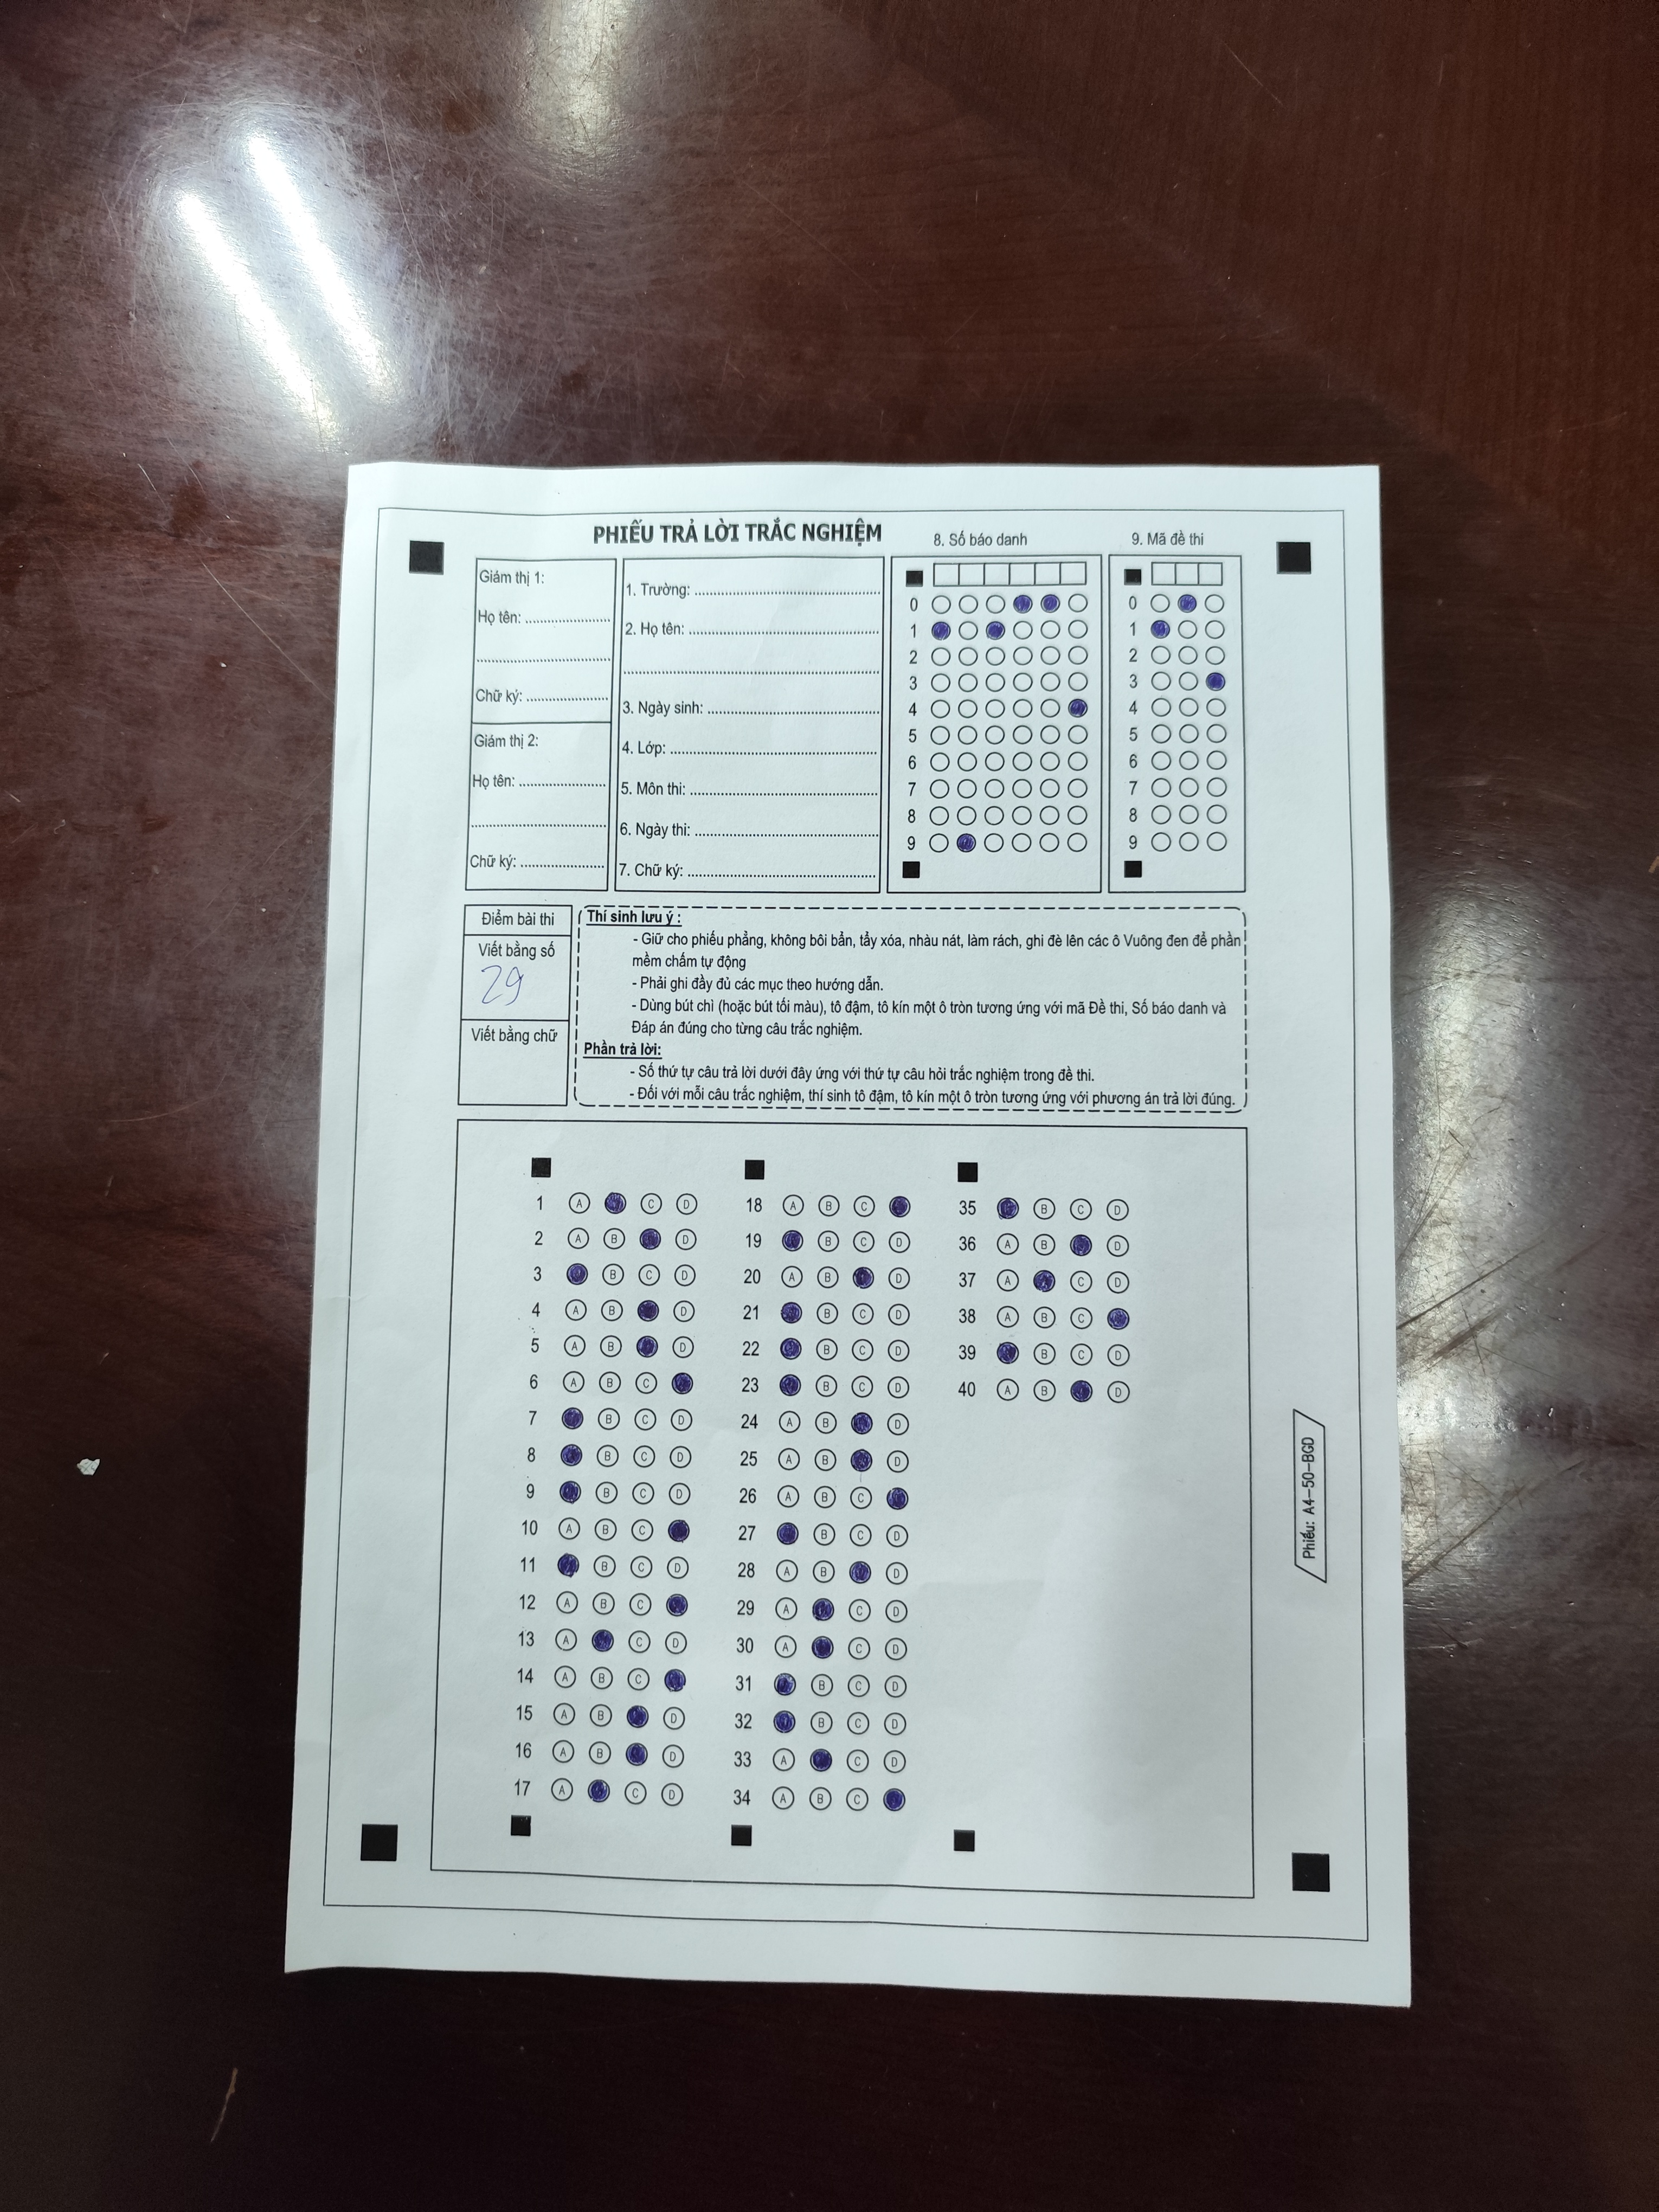 PHIẾU TRẢ LỜI TRẮC NGHIỆM
8. Số báo danh
9. Mã đề thi
Giám thị 1:
Họ tên:
Chữ ký:
Giám thị 2:
Họ tên:
Chữ ký:
1. Trường:
2. Họ tên:
3. Ngày sinh:
4. Lớp:
5. Môn thi:
6. Ngày thi:
7. Chữ ký:
0
1
2
3
4
5
6
7
8
9
0
1
2
3
4
5
6
7
8
9
Điểm bài thi
Viết bằng số
29
Viết bằng chữ
Thí sinh lưu ý :
- Giữ cho phiếu phẳng, không bôi bẩn, tẩy xóa, nhàu nát, làm rách, ghi đè lên các ô Vuông đen để phần
mềm chấm tự động
- Phải ghi đầy đủ các mục theo hướng dẫn.
- Dùng bút chì (hoặc bút tối màu), tô đậm, tô kín một ô tròn tương ứng với mã Đề thi, Số báo danh và
Đáp án đúng cho từng câu trắc nghiệm.
Phần trả lời:
- Số thứ tự câu trả lời dưới đây ứng với thứ tự câu hỏi trắc nghiệm trong đề thi.
- Đối với mỗi câu trắc nghiệm, thí sinh tô đậm, tô kín một ô tròn tương ứng với phương án trả lời đúng.
1 A C D
2 A B D
3 B C D
4 A B D
5 A B D
6 A B C
7 B C D
8 B C D
9 B C D
10 A B C
11 B C D
12 A B C
13 A C D
14 A B C
15 A B D
16 A B D
17 A C D
18 A B C
19 B C D
20 A B D
21 B C D
22 B C D
23 B C D
24 A B D
25 A B D
26 A B C
27 B C D
28 A B D
29 A C D
30 A C D
31 B C D
32 B C D
33 A C D
34 A B C
35 B C D
36 A B D
37 A C D
38 A B C
39 B C D
40 A B D
Phiếu: A4-50-BGD